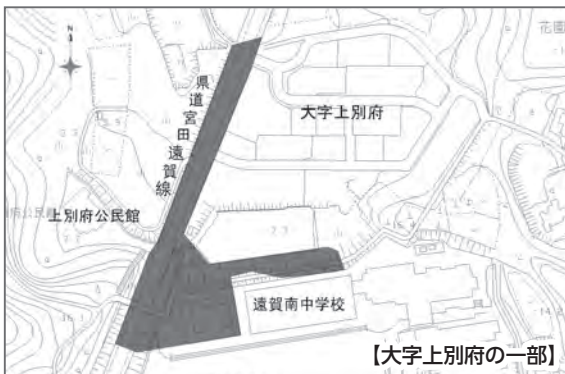 N
県道宮田遠賀線
大字上別府
上別府公民館
遠賀南中学校
【大字上別府の一部】